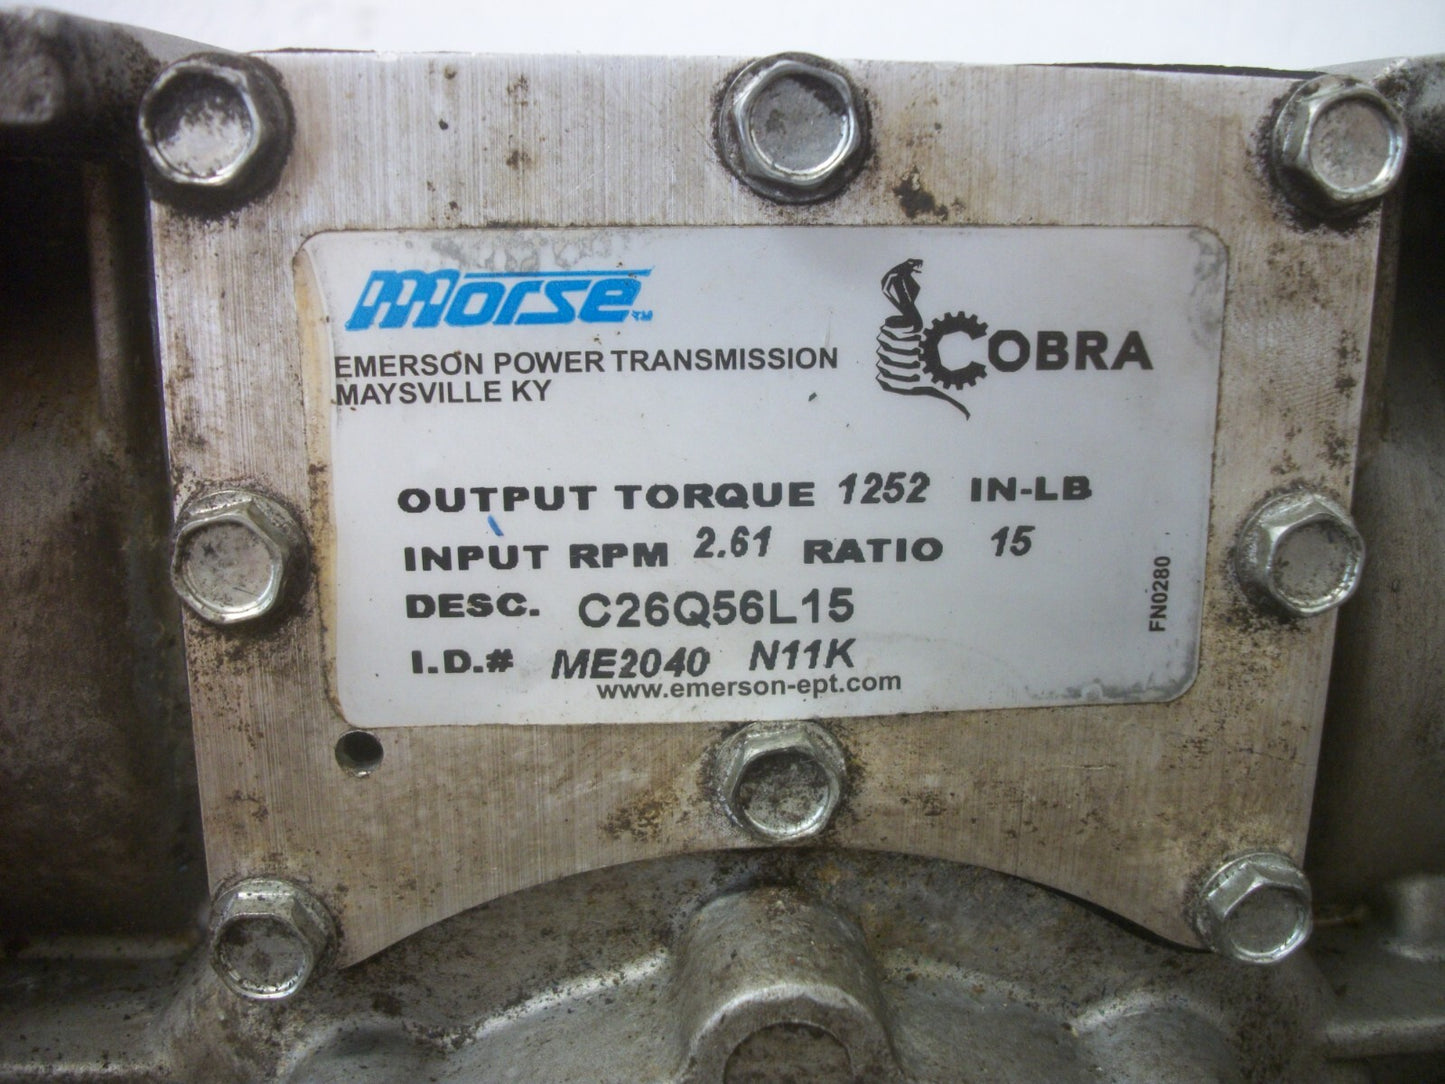 morse TM
EMERSON POWER TRANSMISSION
MAYSVILLE KY
COBRA
OUTPUT TORQUE 1252 IN-LB
INPUT RPM 2.61 RATIO 15
DESC. C26Q56L15
I.D.# ME2040 N11K
www.emerson-ept.com
FN0280